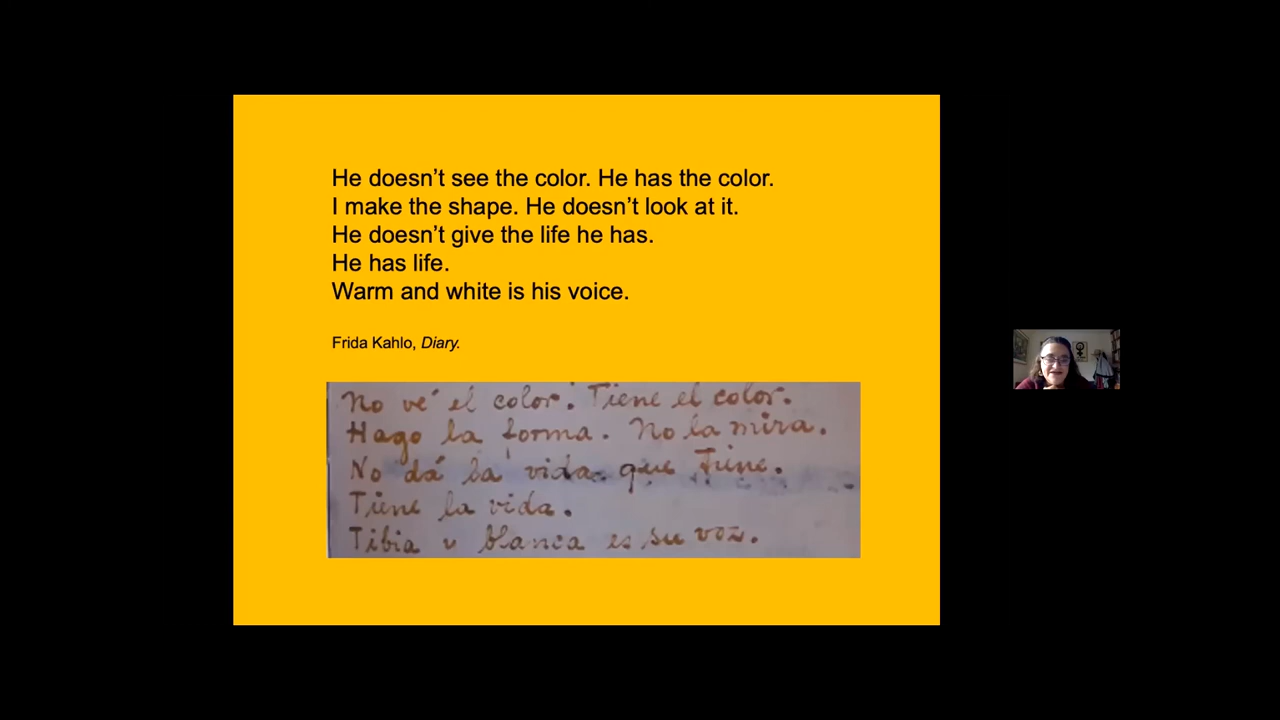 He doesn’t see the color. He has the color.
I make the shape. He doesn’t look at it.
He doesn’t give the life he has.
He has life.
Warm and white is his voice.
Frida Kahlo, Diary.
No vé el color. Tiene el color.
Hago la forma. No la mira.
No dá la vida que tiene.
Tiene la vida.
Tibia y blanca es su voz.